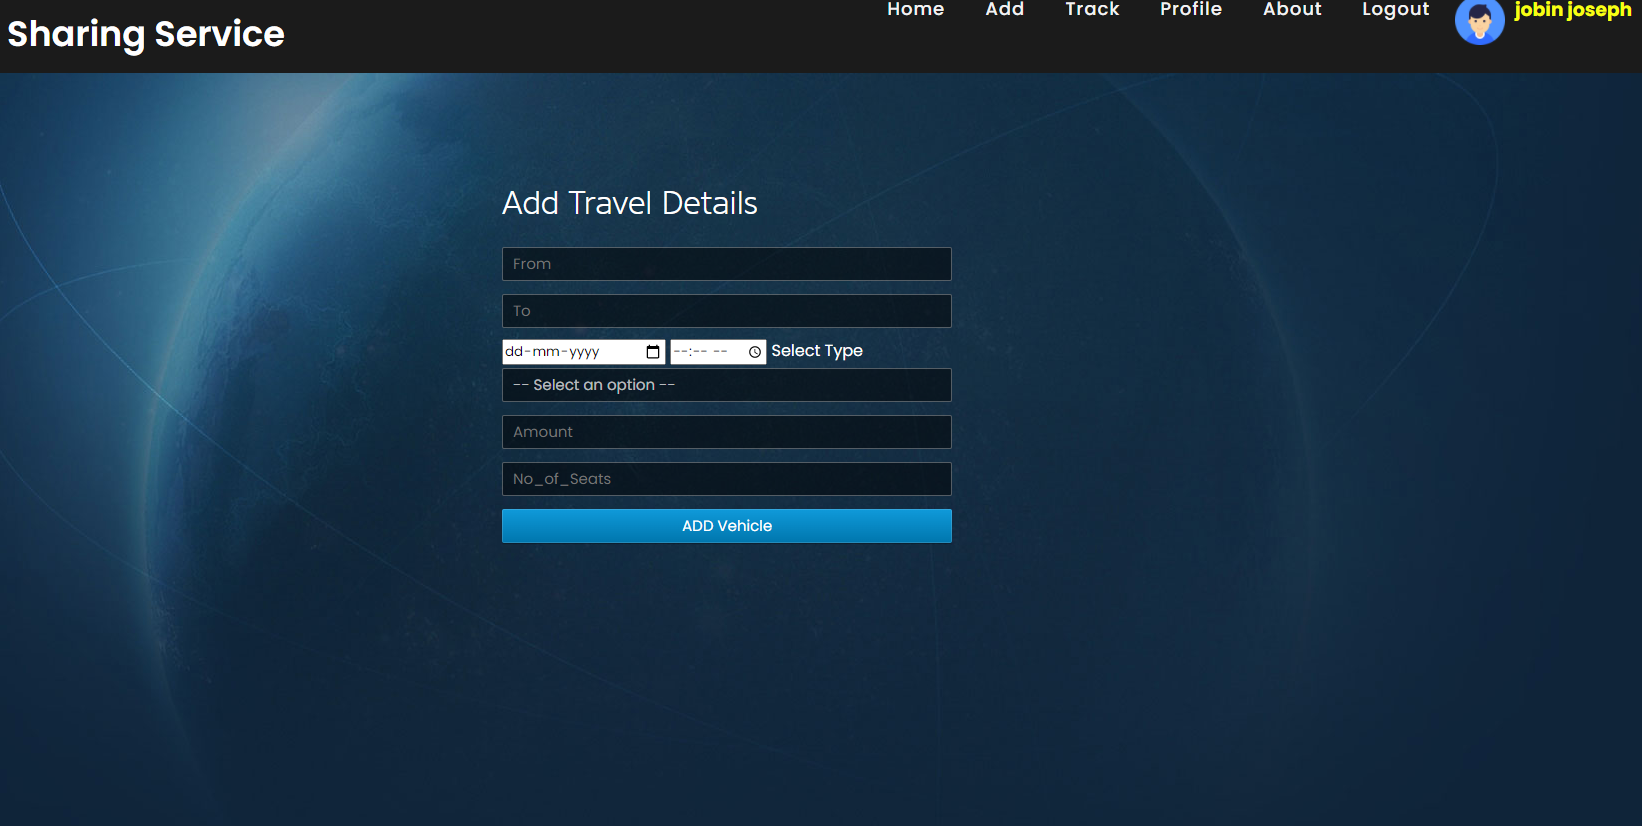 Sharing Service
Home Add Track Profile About Logout jobin joseph
Add Travel Details
From
To
dd-mm-yyyy --:-- -- Select Type
-- Select an option --
Amount
No_of_Seats
ADD Vehicle